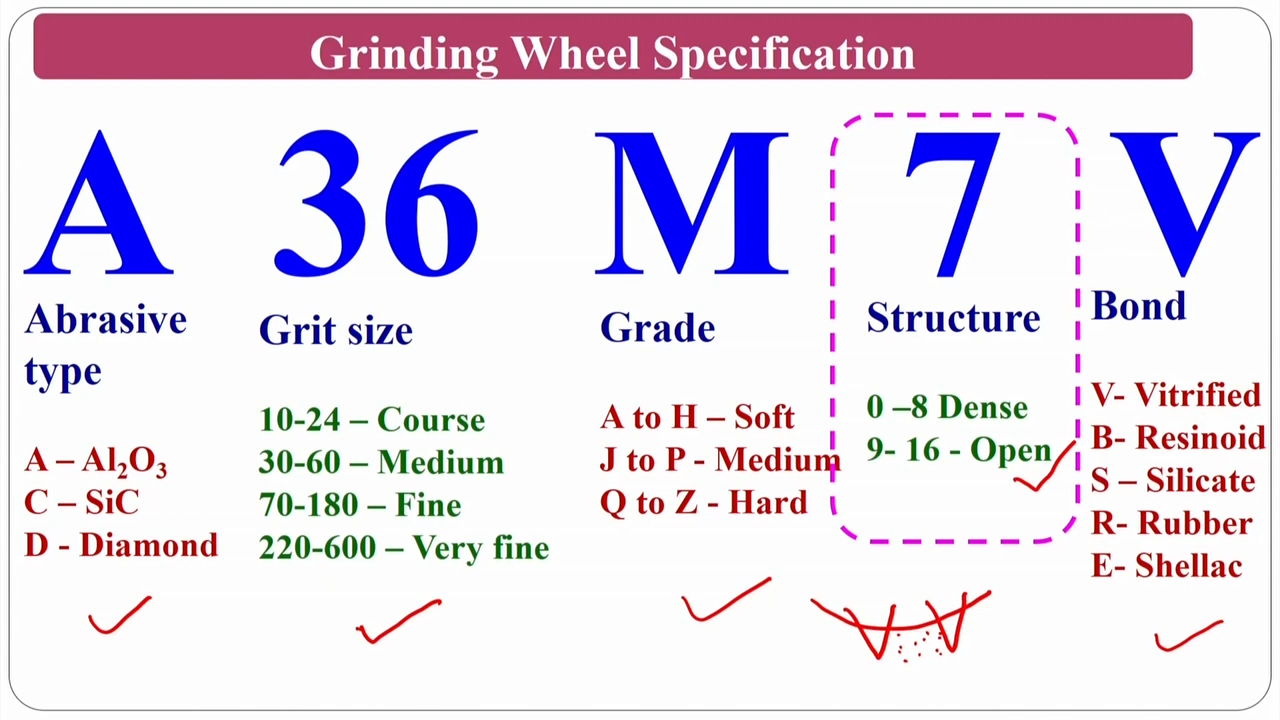 Grinding Wheel Specification
A 36 M 7 V
Abrasive
type
Grit size
Grade
Structure
Bond
A – Al₂O₃
C – SiC
D - Diamond
10-24 – Course
30-60 – Medium
70-180 – Fine
220-600 – Very fine
A to H – Soft
J to P - Medium
Q to Z - Hard
0 –8 Dense
9- 16 - Open
V- Vitrified
B- Resinoid
S – Silicate
R- Rubber
E- Shellac